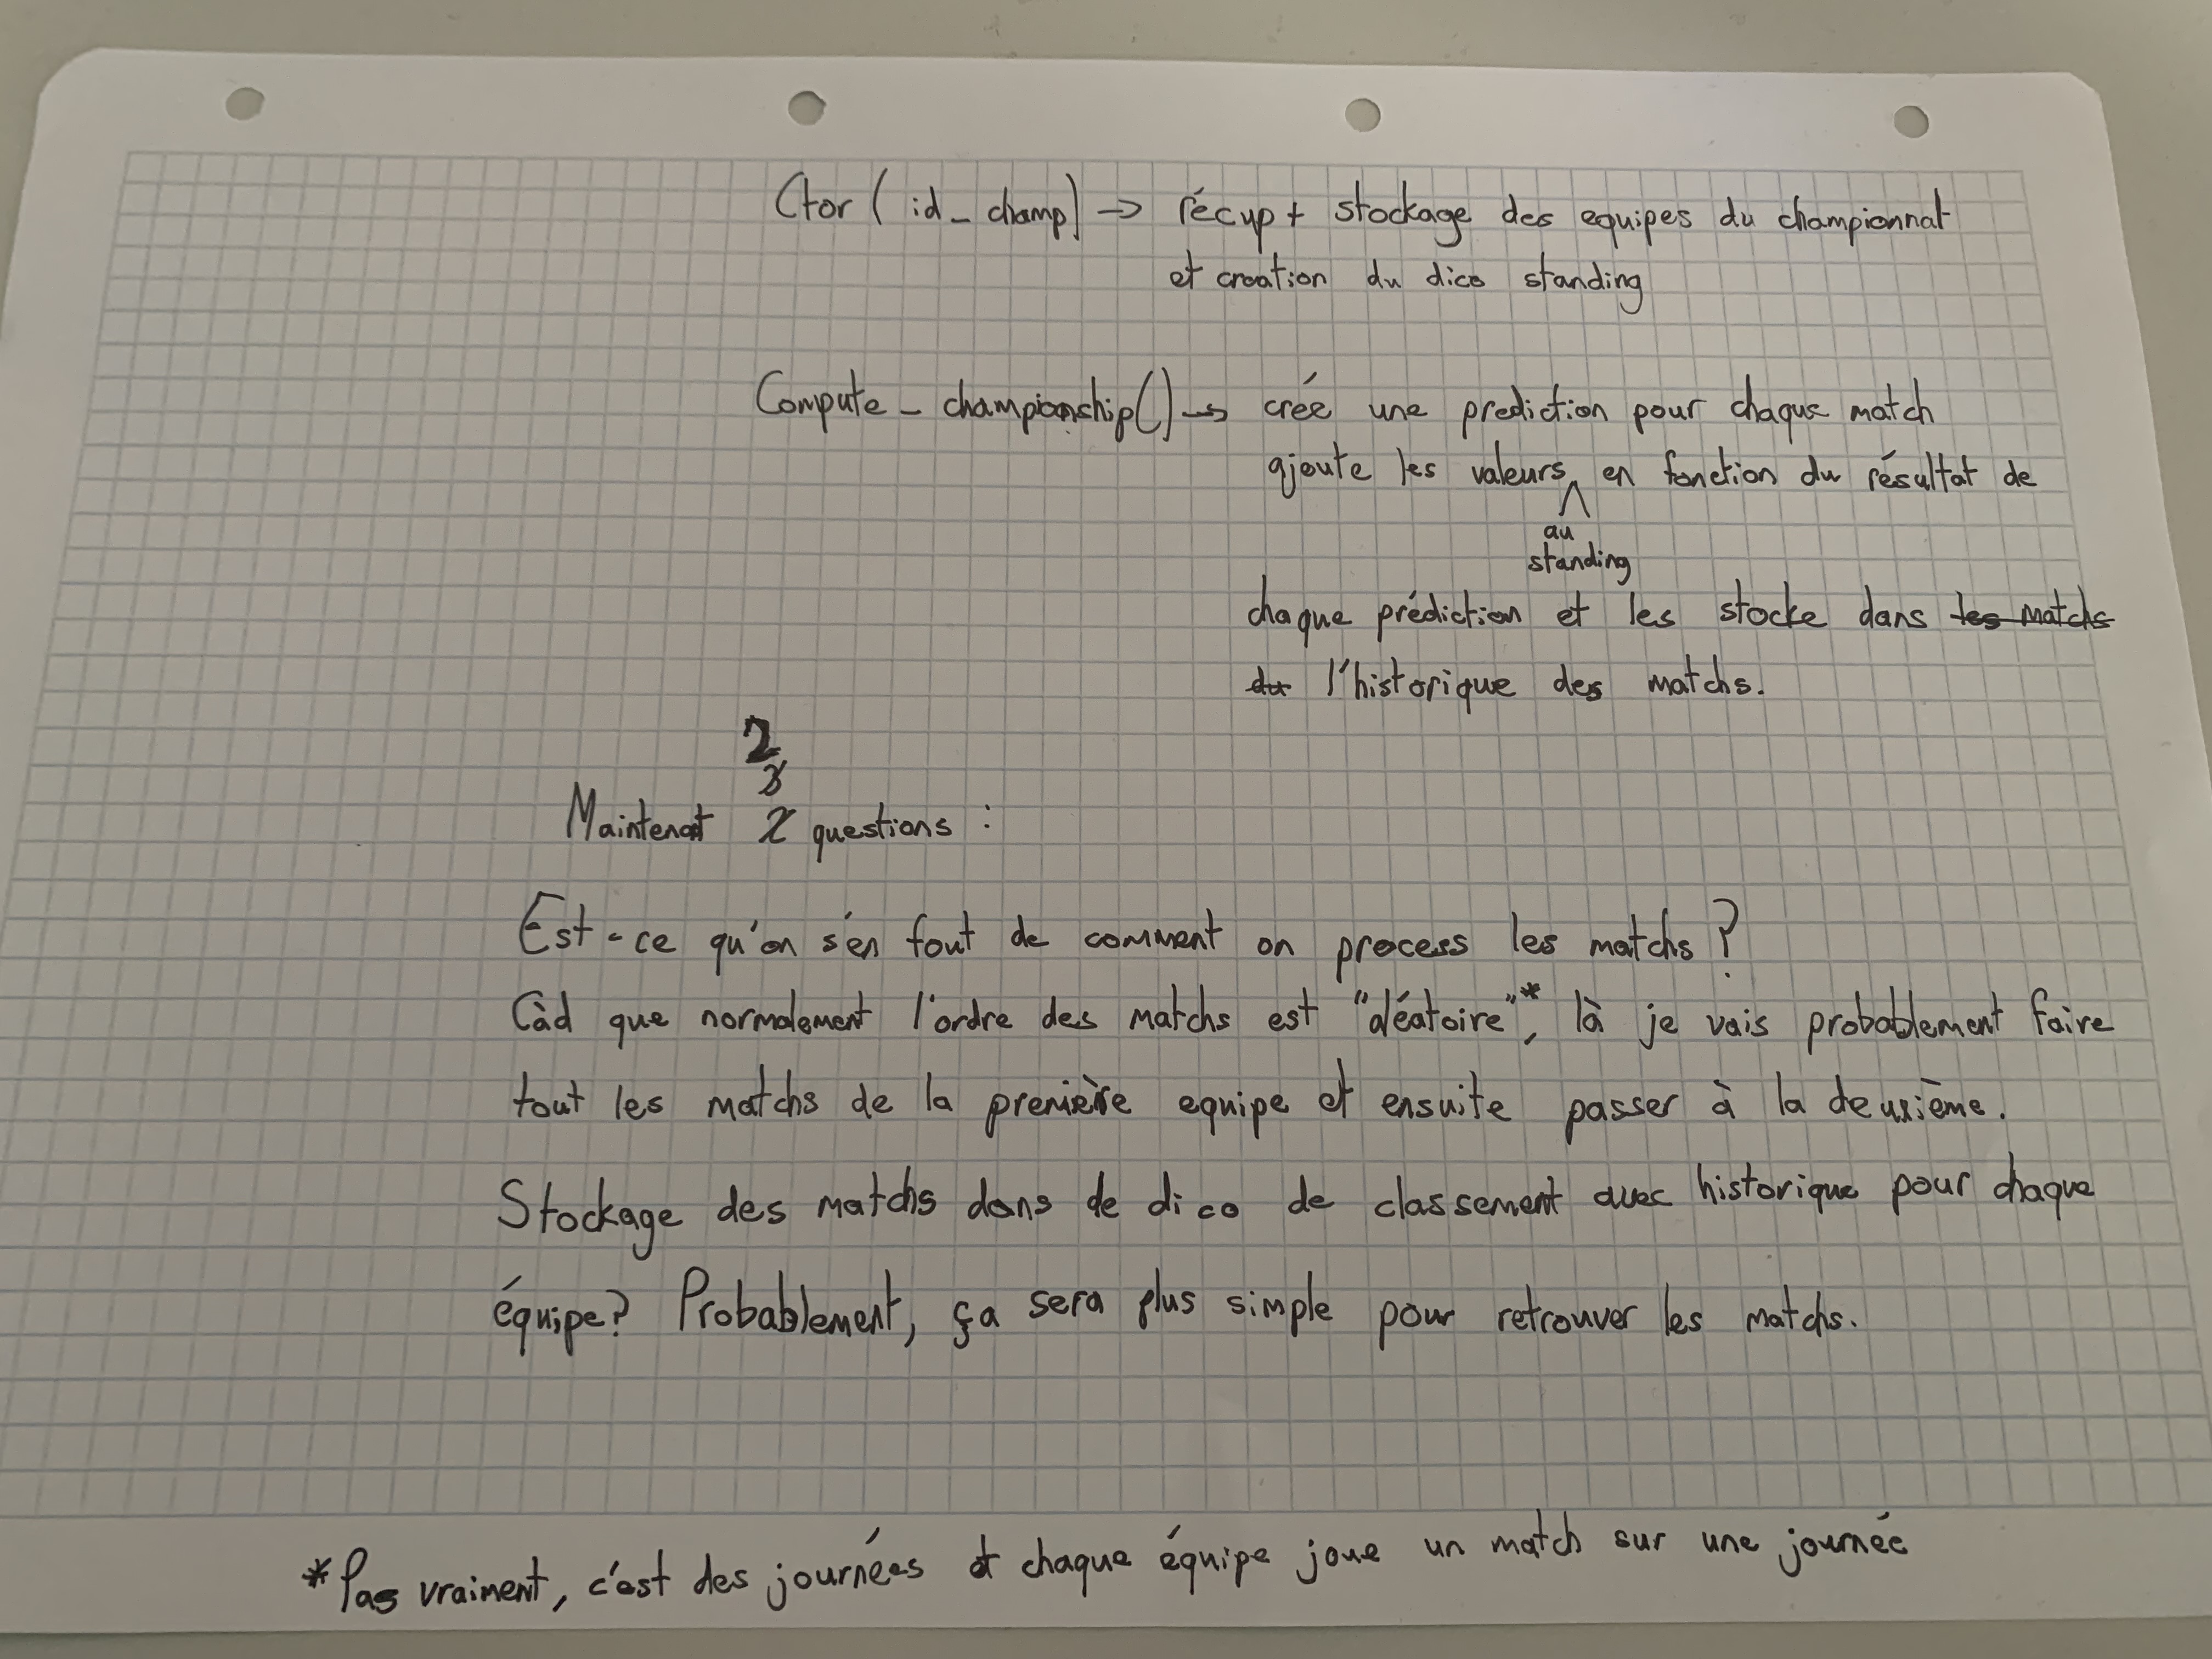 Ctor ( id_champ) → récup + stockage des equipes du championnat
et creation du dico standing
Compute_championship() → créé une prediction pour chaque match
ajoute les valeurs en fonction du résultat de
au
standing
chaque prédiction et les stocke dans les matchs
du l'historique des matchs.
2
3
Maintenat 2 questions :
Est-ce qu'on s'en fout de comment on process les matchs ?
Càd que normalement l'ordre des matchs est "aléatoire"*, là je vais probablement faire
tout les matchs de la première equipe et ensuite passer à la deuxième.
Stockage des matchs dans de dico de classement avec historique pour chaque
équipe? Probablement, ça sera plus simple pour retrouver les matchs.
*Pas vraiment, c'est des journées et chaque équipe joue un match sur une journée